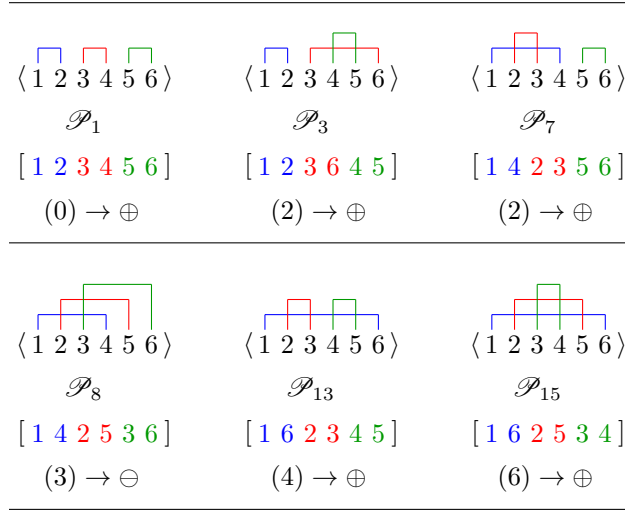 ⟨ 1 2 3 4 5 6 ⟩ ⟨ 1 2 3 4 5 6 ⟩ ⟨ 1 2 3 4 5 6 ⟩
𝒫₁ 𝒫₃ 𝒫₇
[ 1 2 3 4 5 6 ] [ 1 2 3 6 4 5 ] [ 1 4 2 3 5 6 ]
(0) → ⊕ (2) → ⊕ (2) → ⊕
⟨ 1 2 3 4 5 6 ⟩ ⟨ 1 2 3 4 5 6 ⟩ ⟨ 1 2 3 4 5 6 ⟩
𝒫₈ 𝒫₁₃ 𝒫₁₅
[ 1 4 2 5 3 6 ] [ 1 6 2 3 4 5 ] [ 1 6 2 5 3 4 ]
(3) → ⊖ (4) → ⊕ (6) → ⊕